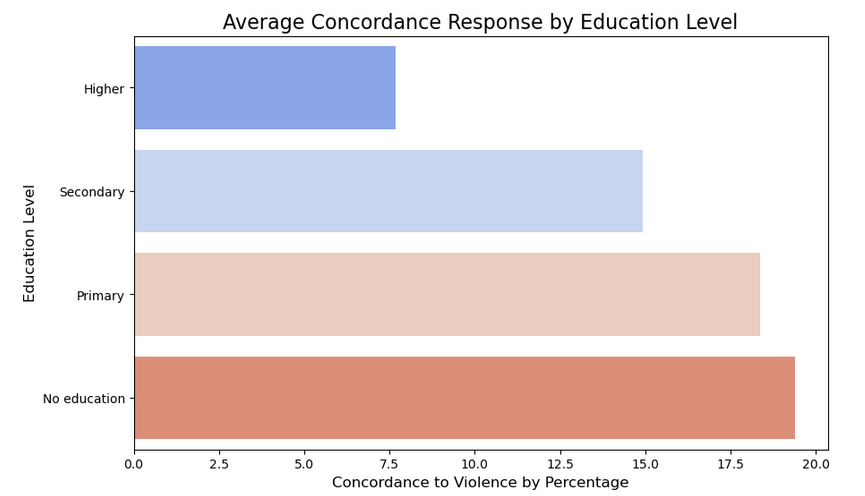 Average Concordance Response by Education Level
Higher
Secondary
Primary
No education
Education Level
0.0 2.5 5.0 7.5 10.0 12.5 15.0 17.5 20.0
Concordance to Violence by Percentage